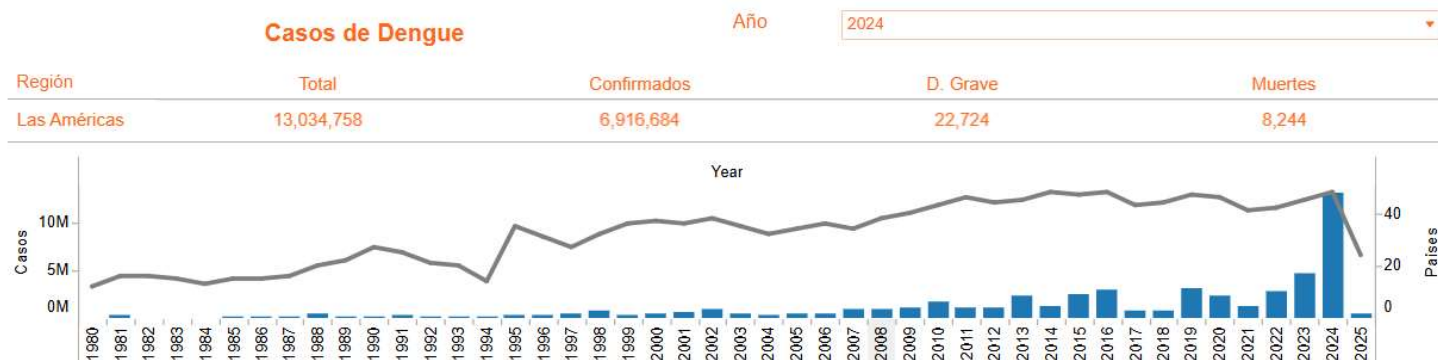 Casos de Dengue
Año
2024
Región Total Confirmados D. Grave Muertes
Las Américas 13,034,758 6,916,684 22,724 8,244
Year
Casos
10M
5M
0M
40
20
0
Países
1980 1981 1982 1983 1984 1985 1986 1987 1988 1989 1990 1991 1992 1993 1994 1995 1996 1997 1998 1999 2000 2001 2002 2003 2004 2005 2006 2007 2008 2009 2010 2011 2012 2013 2014 2015 2016 2017 2018 2019 2020 2021 2022 2023 2024 2025